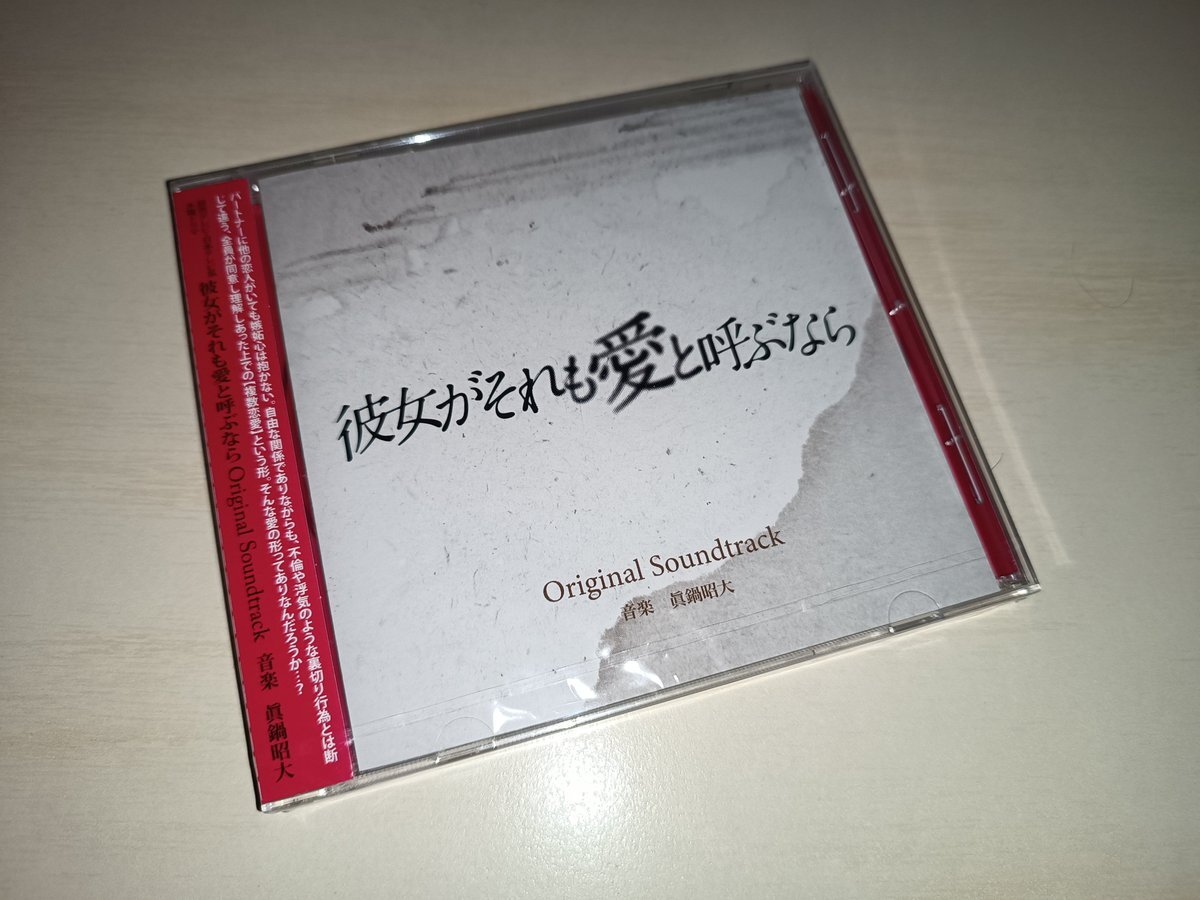 彼女がそれも愛と呼ぶなら
Original Soundtrack
音楽 眞鍋昭大
パートナーに他の恋人がいても嫉妬心は抱かない。自由な関係でありながらも、不倫や浮気のような裏切り行為とは断
じて違う、全員が同意し理解しあった上での【複数恋愛】という形。そんな愛の形ってありなんだろうか…?
彼女がそれも愛と呼ぶなら Original Soundtrack 音楽 眞鍋昭大